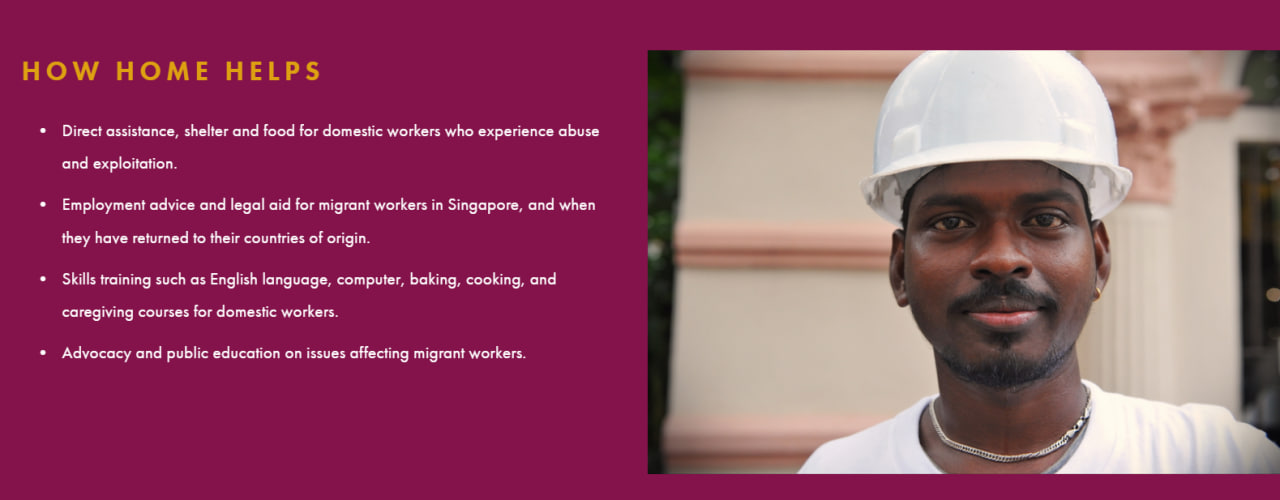 HOW HOME HELPS
• Direct assistance, shelter and food for domestic workers who experience abuse
and exploitation.
• Employment advice and legal aid for migrant workers in Singapore, and when
they have returned to their countries of origin.
• Skills training such as English language, computer, baking, cooking, and
caregiving courses for domestic workers.
• Advocacy and public education on issues affecting migrant workers.